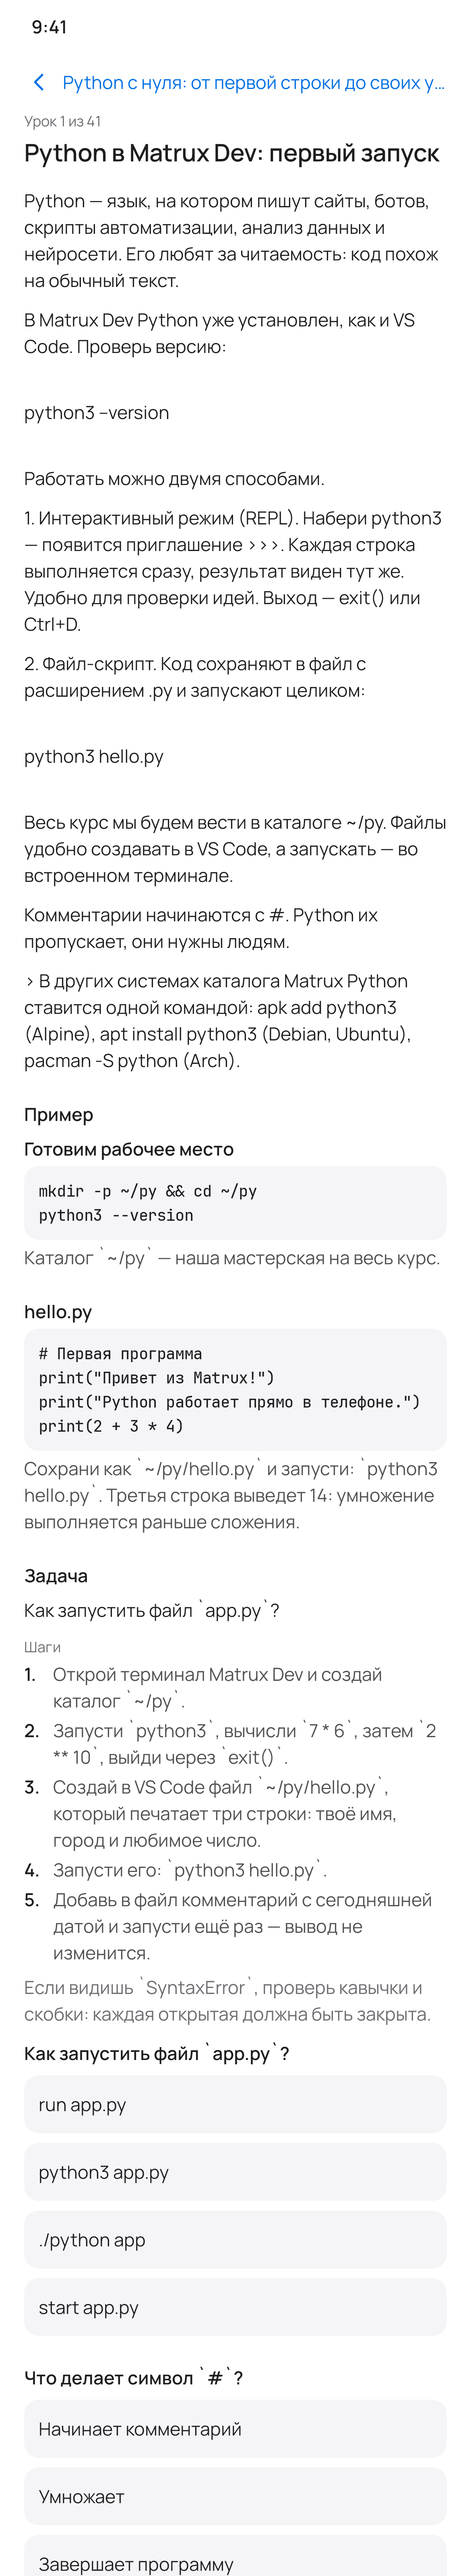 9:41
Python с нуля: от первой строки до своих у…
Урок 1 из 41
Python в Matrux Dev: первый запуск
Python — язык, на котором пишут сайты, ботов,
скрипты автоматизации, анализ данных и
нейросети. Его любят за читаемость: код похож
на обычный текст.
В Matrux Dev Python уже установлен, как и VS
Code. Проверь версию:
python3 –version
Работать можно двумя способами.
1. Интерактивный режим (REPL). Набери python3
— появится приглашение >>>. Каждая строка
выполняется сразу, результат виден тут же.
Удобно для проверки идей. Выход — exit() или
Ctrl+D.
2. Файл-скрипт. Код сохраняют в файл с
расширением .py и запускают целиком:
python3 hello.py
Весь курс мы будем вести в каталоге ~/py. Файлы
удобно создавать в VS Code, а запускать — во
встроенном терминале.
Комментарии начинаются с #. Python их
пропускает, они нужны людям.
> В других системах каталога Matrux Python
ставится одной командой: apk add python3
(Alpine), apt install python3 (Debian, Ubuntu),
pacman -S python (Arch).
Пример
Готовим рабочее место
mkdir -p ~/py && cd ~/py
python3 --version
Каталог `~/py` — наша мастерская на весь курс.
hello.py
# Первая программа
print("Привет из Matrux!")
print("Python работает прямо в телефоне.")
print(2 + 3 * 4)
Сохрани как `~/py/hello.py` и запусти: `python3
hello.py`. Третья строка выведет 14: умножение
выполняется раньше сложения.
Задача
Как запустить файл `app.py`?
Шаги
1. Открой терминал Matrux Dev и создай
каталог `~/py`.
2. Запусти `python3`, вычисли `7 * 6`, затем `2
** 10`, выйди через `exit()`.
3. Создай в VS Code файл `~/py/hello.py`,
который печатает три строки: твоё имя,
город и любимое число.
4. Запусти его: `python3 hello.py`.
5. Добавь в файл комментарий с сегодняшней
датой и запусти ещё раз — вывод не
изменится.
Если видишь `SyntaxError`, проверь кавычки и
скобки: каждая открытая должна быть закрыта.
Как запустить файл `app.py`?
run app.py
python3 app.py
./python app
start app.py
Что делает символ `#`?
Начинает комментарий
Умножает
Завершает программу